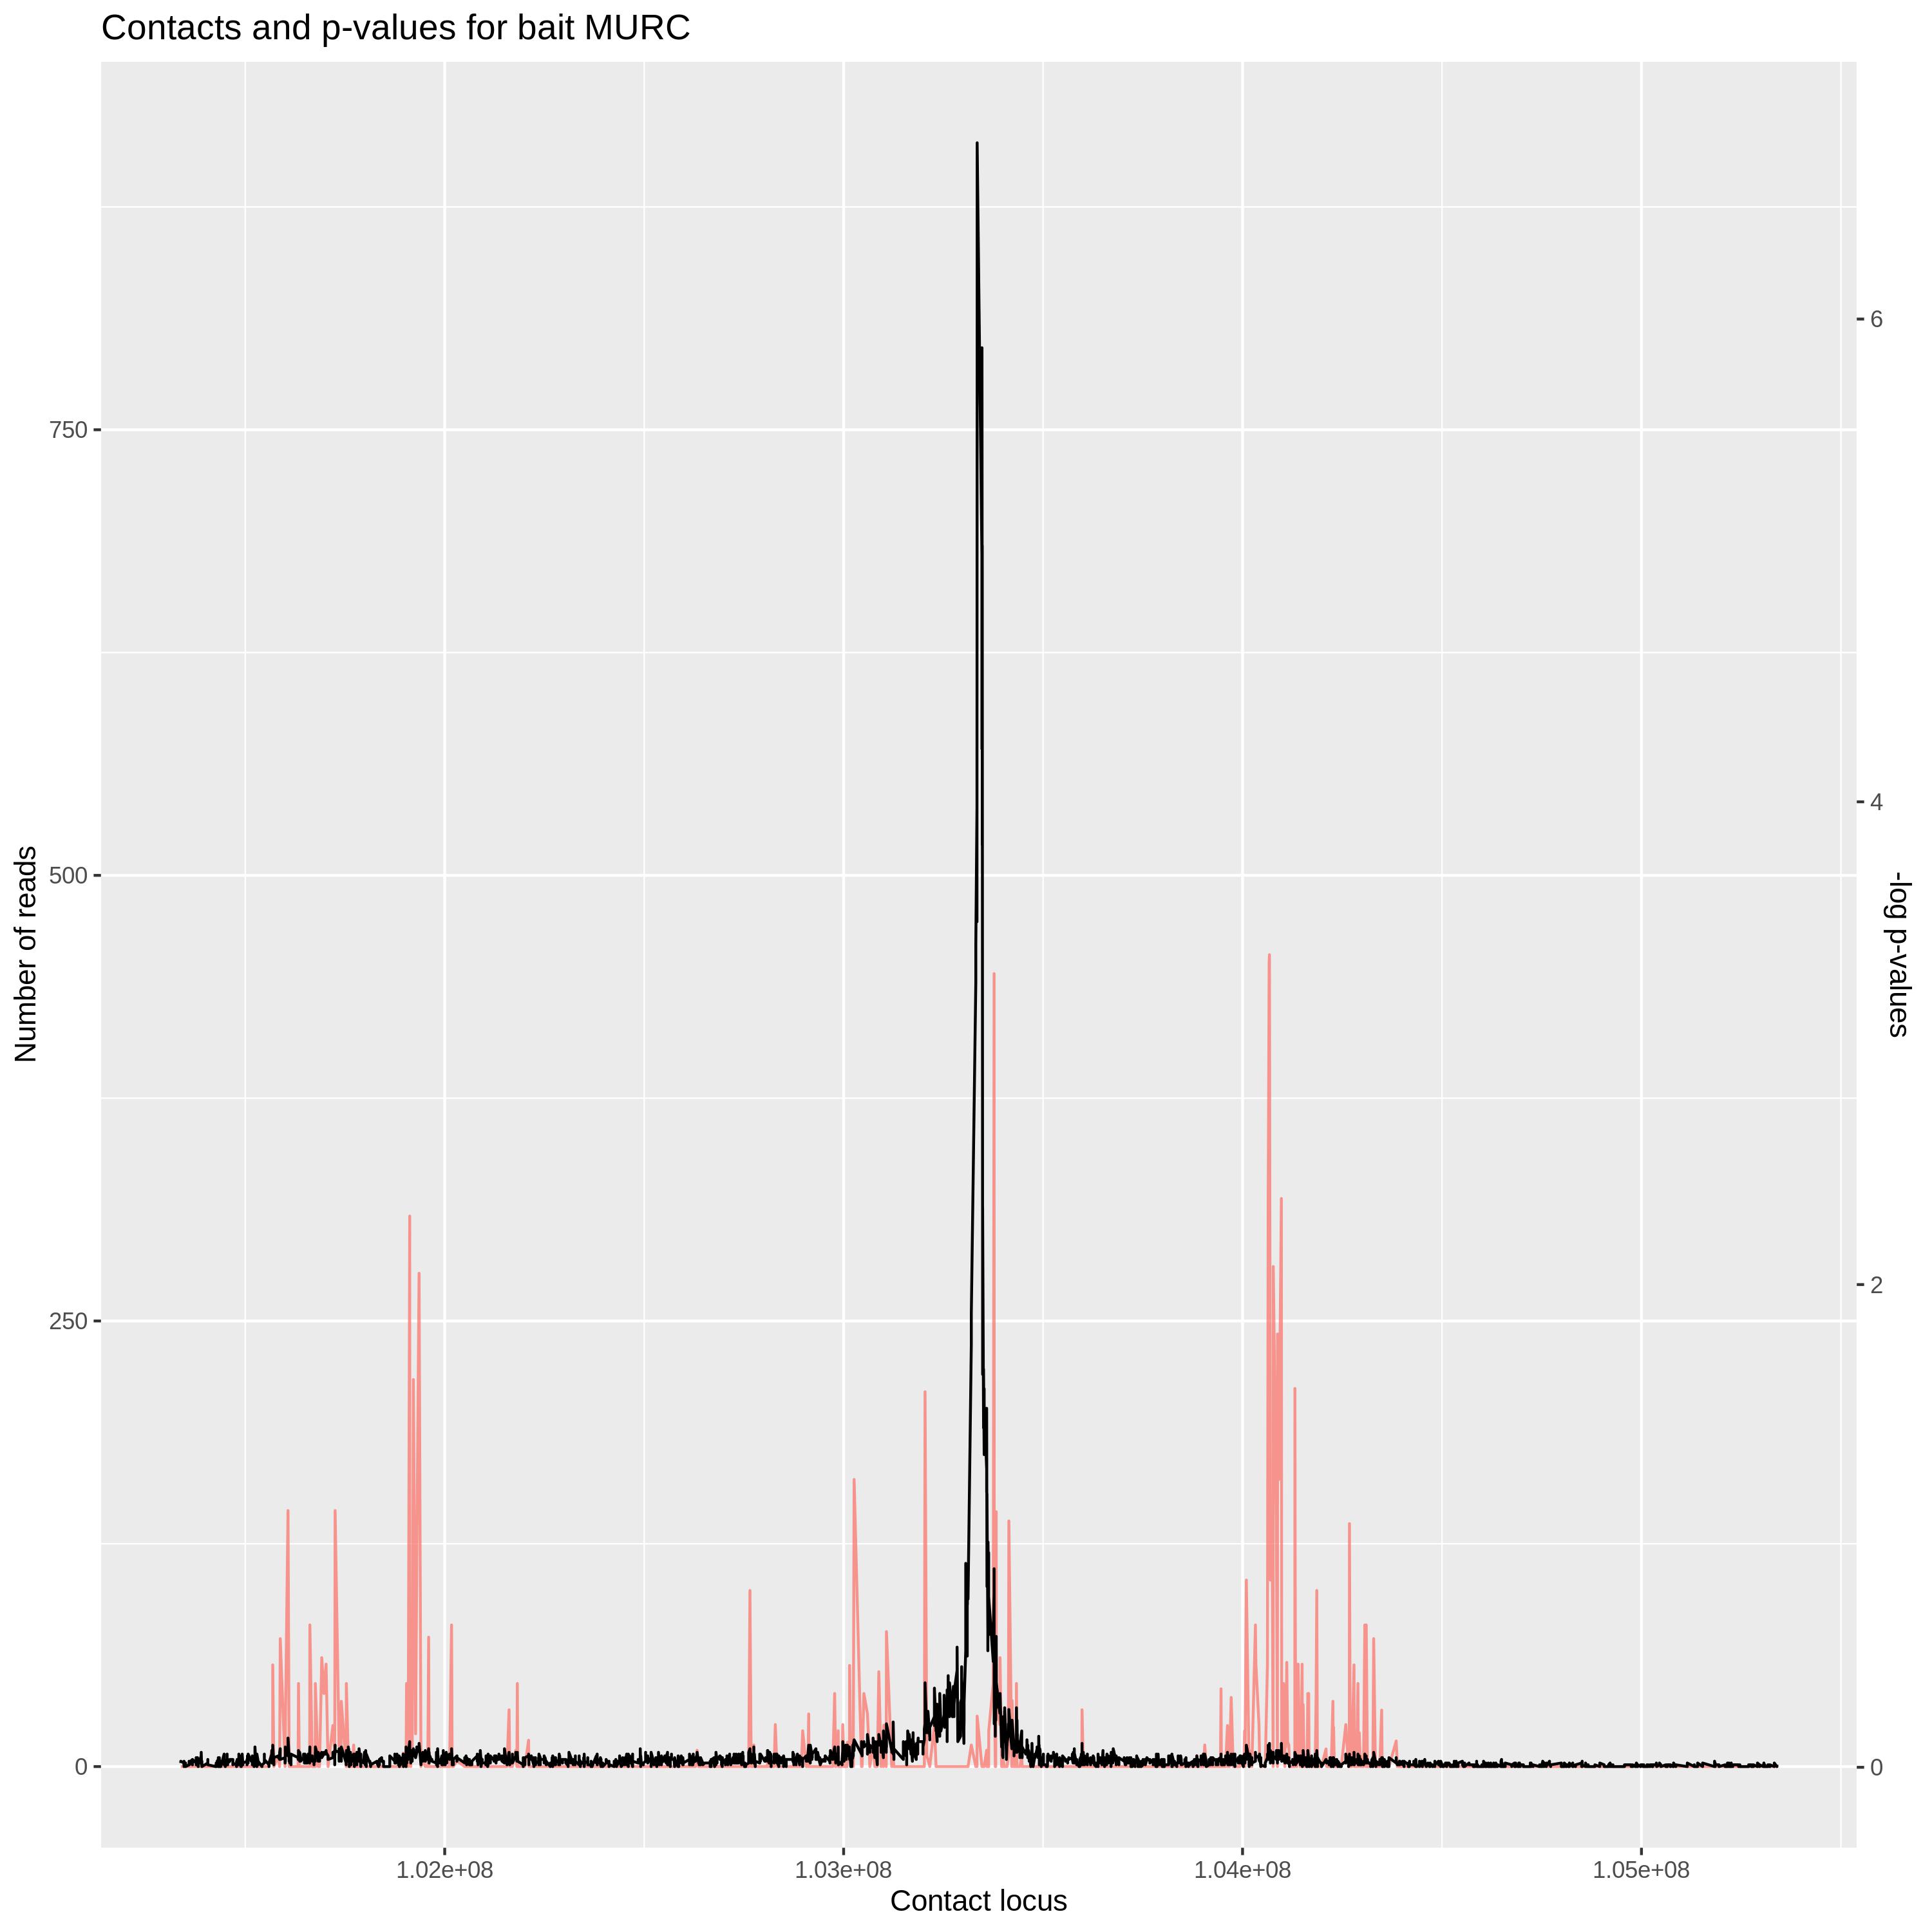 Contacts and p-values for bait MURC
Number of reads
750
500
250
0
6
4
2
0
-log p-values
1.02e+08
1.03e+08
1.04e+08
1.05e+08
Contact locus